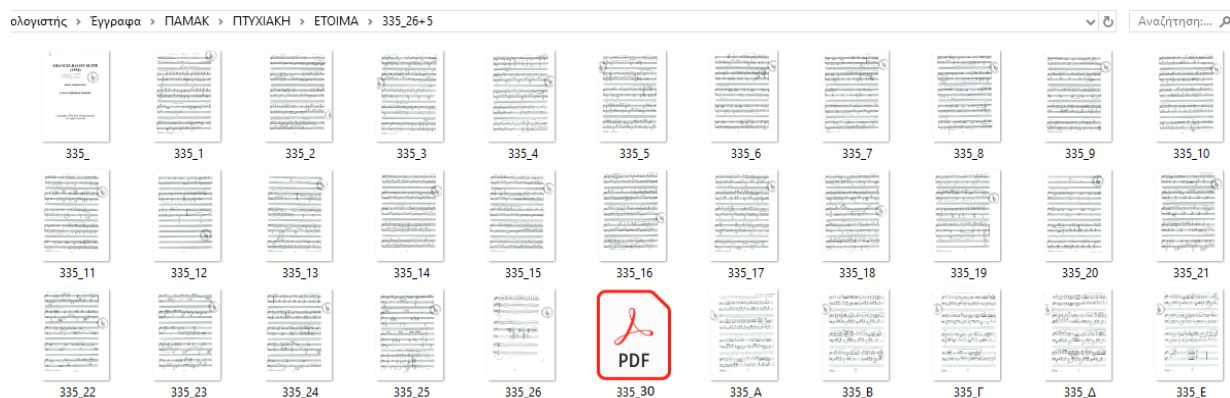 ολογιστής > Έγγραφα > ΠΑΜΑΚ > ΠΤΥΧΙΑΚΗ > ΕΤΟΙΜΑ > 335_26+5 Αναζήτηση:...
335_ 335_1 335_2 335_3 335_4 335_5 335_6 335_7 335_8 335_9 335_10
335_11 335_12 335_13 335_14 335_15 335_16 335_17 335_18 335_19 335_20 335_21
PDF
335_22 335_23 335_24 335_25 335_26 335_30 335_Α 335_Β 335_Γ 335_Δ 335_Ε